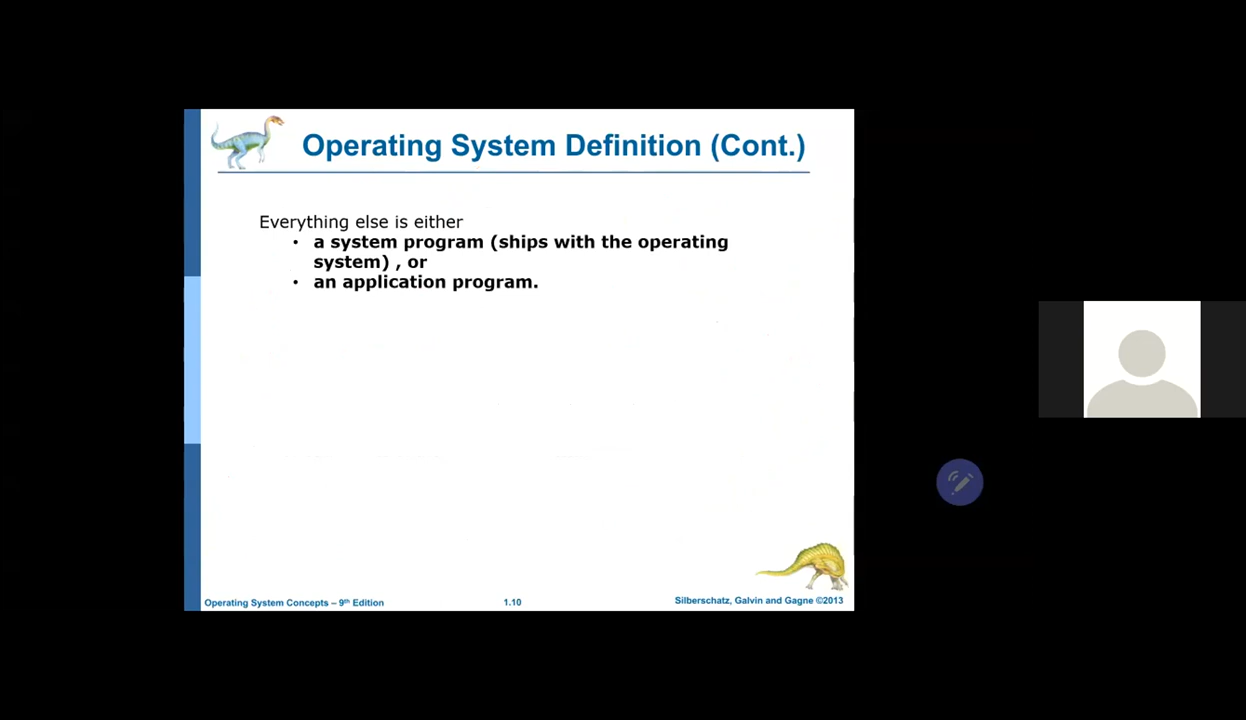 Operating System Definition (Cont.)
Everything else is either
• a system program (ships with the operating
system) , or
• an application program.
Operating System Concepts – 9th Edition
1.10
Silberschatz, Galvin and Gagne ©2013